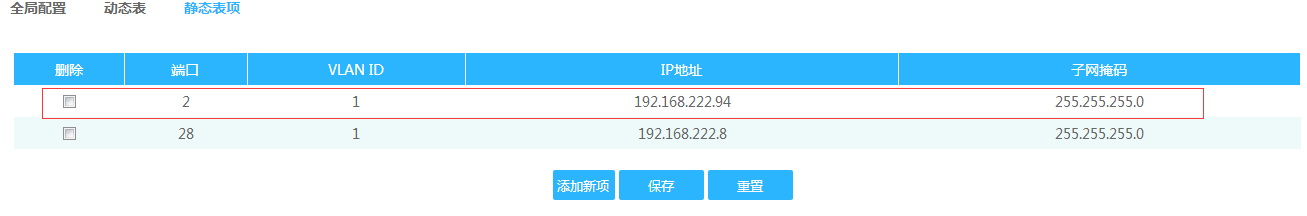 全局配置 动态表 静态表项
删除 端口 VLAN ID IP地址 子网掩码
2 1 192.168.222.94 255.255.255.0
28 1 192.168.222.8 255.255.255.0
添加新项 保存 重置